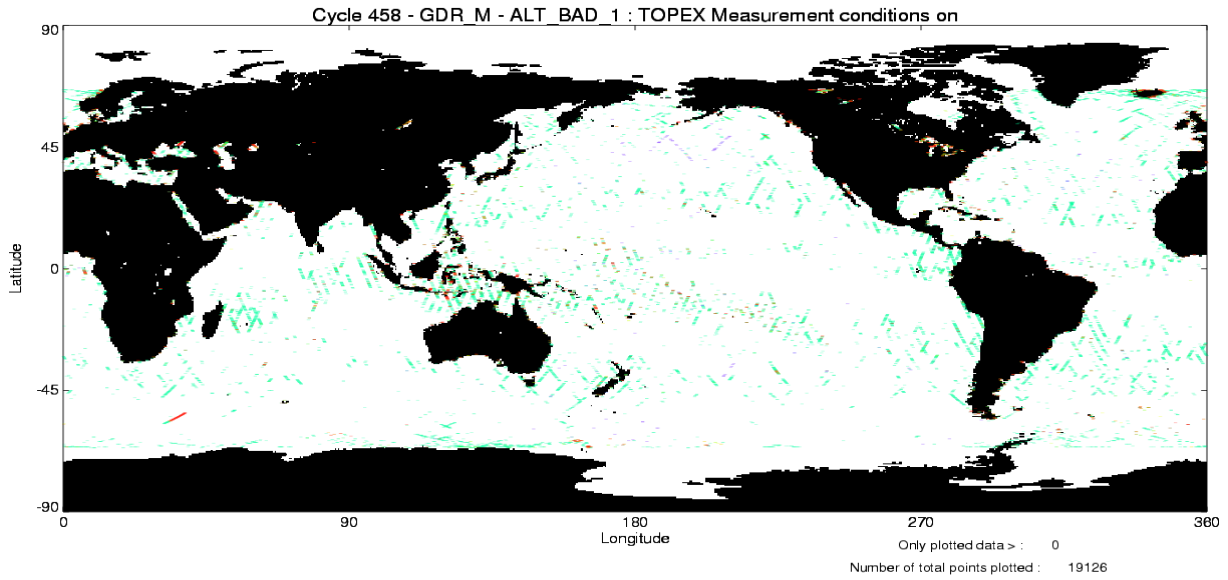 Cycle 458 - GDR_M - ALT_BAD_1 : TOPEX Measurement conditions on
90
45
0
-45
-90
Latitude
0 90 180 270 360
Longitude
Only plotted data > : 0
Number of total points plotted : 19126